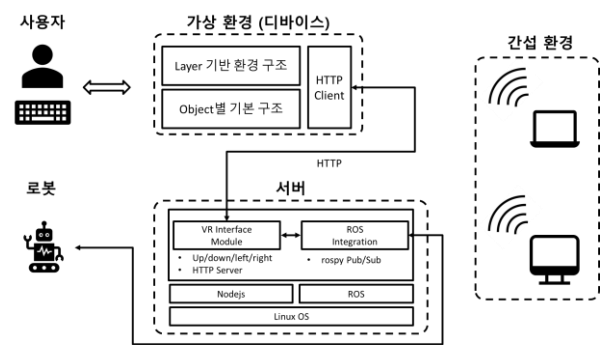 사용자
가상 환경 (디바이스)
간섭 환경
Layer 기반 환경 구조
Object별 기본 구조
HTTP
Client
HTTP
로봇
서버
VR Interface
Module
ROS
Integration
• Up/down/left/right
• HTTP Server
• rospy Pub/Sub
Nodejs
ROS
Linux OS